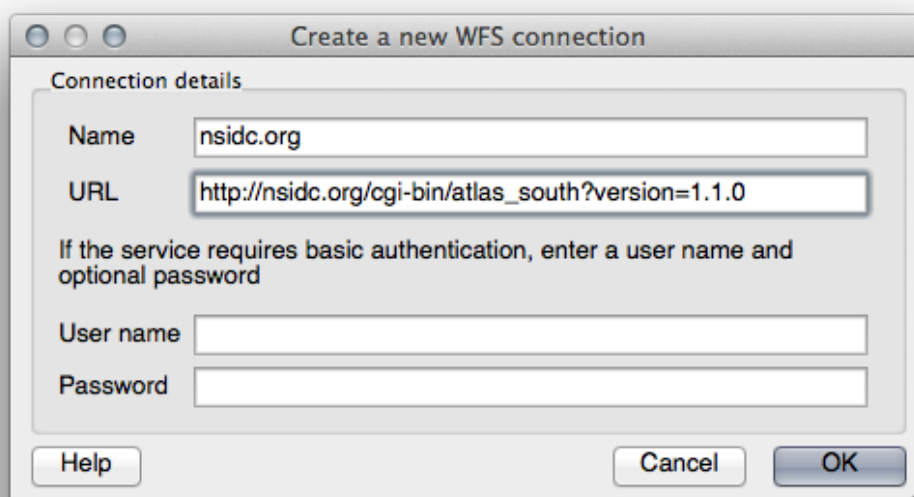 Create a new WFS connection
Connection details
Name nsidc.org
URL http://nsidc.org/cgi-bin/atlas_south?version=1.1.0
If the service requires basic authentication, enter a user name and
optional password
User name
Password
Help Cancel OK